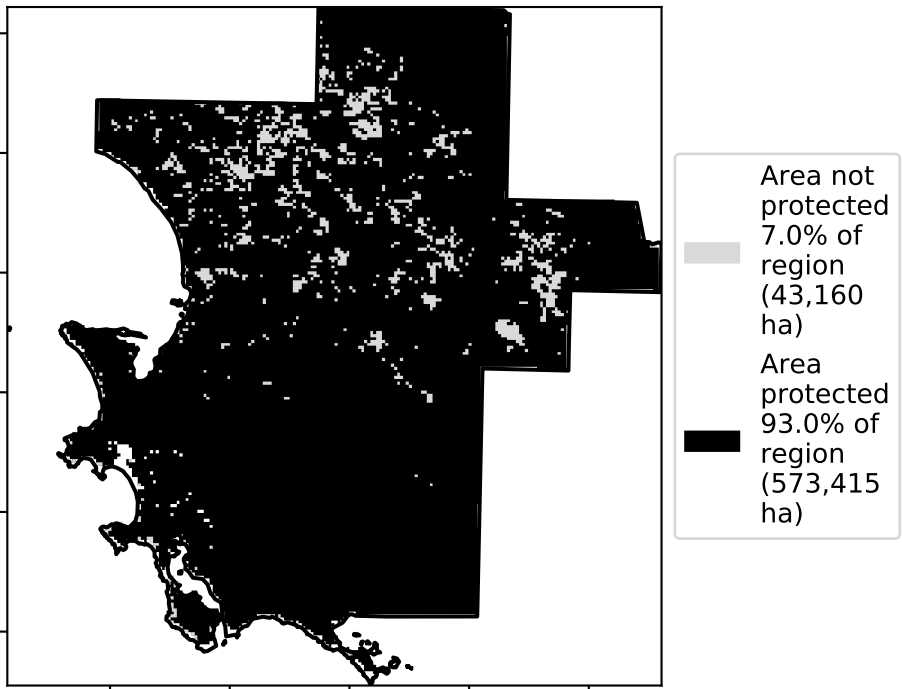 Area not
protected
7.0% of
region
(43,160
ha)
Area
protected
93.0% of
region
(573,415
ha)